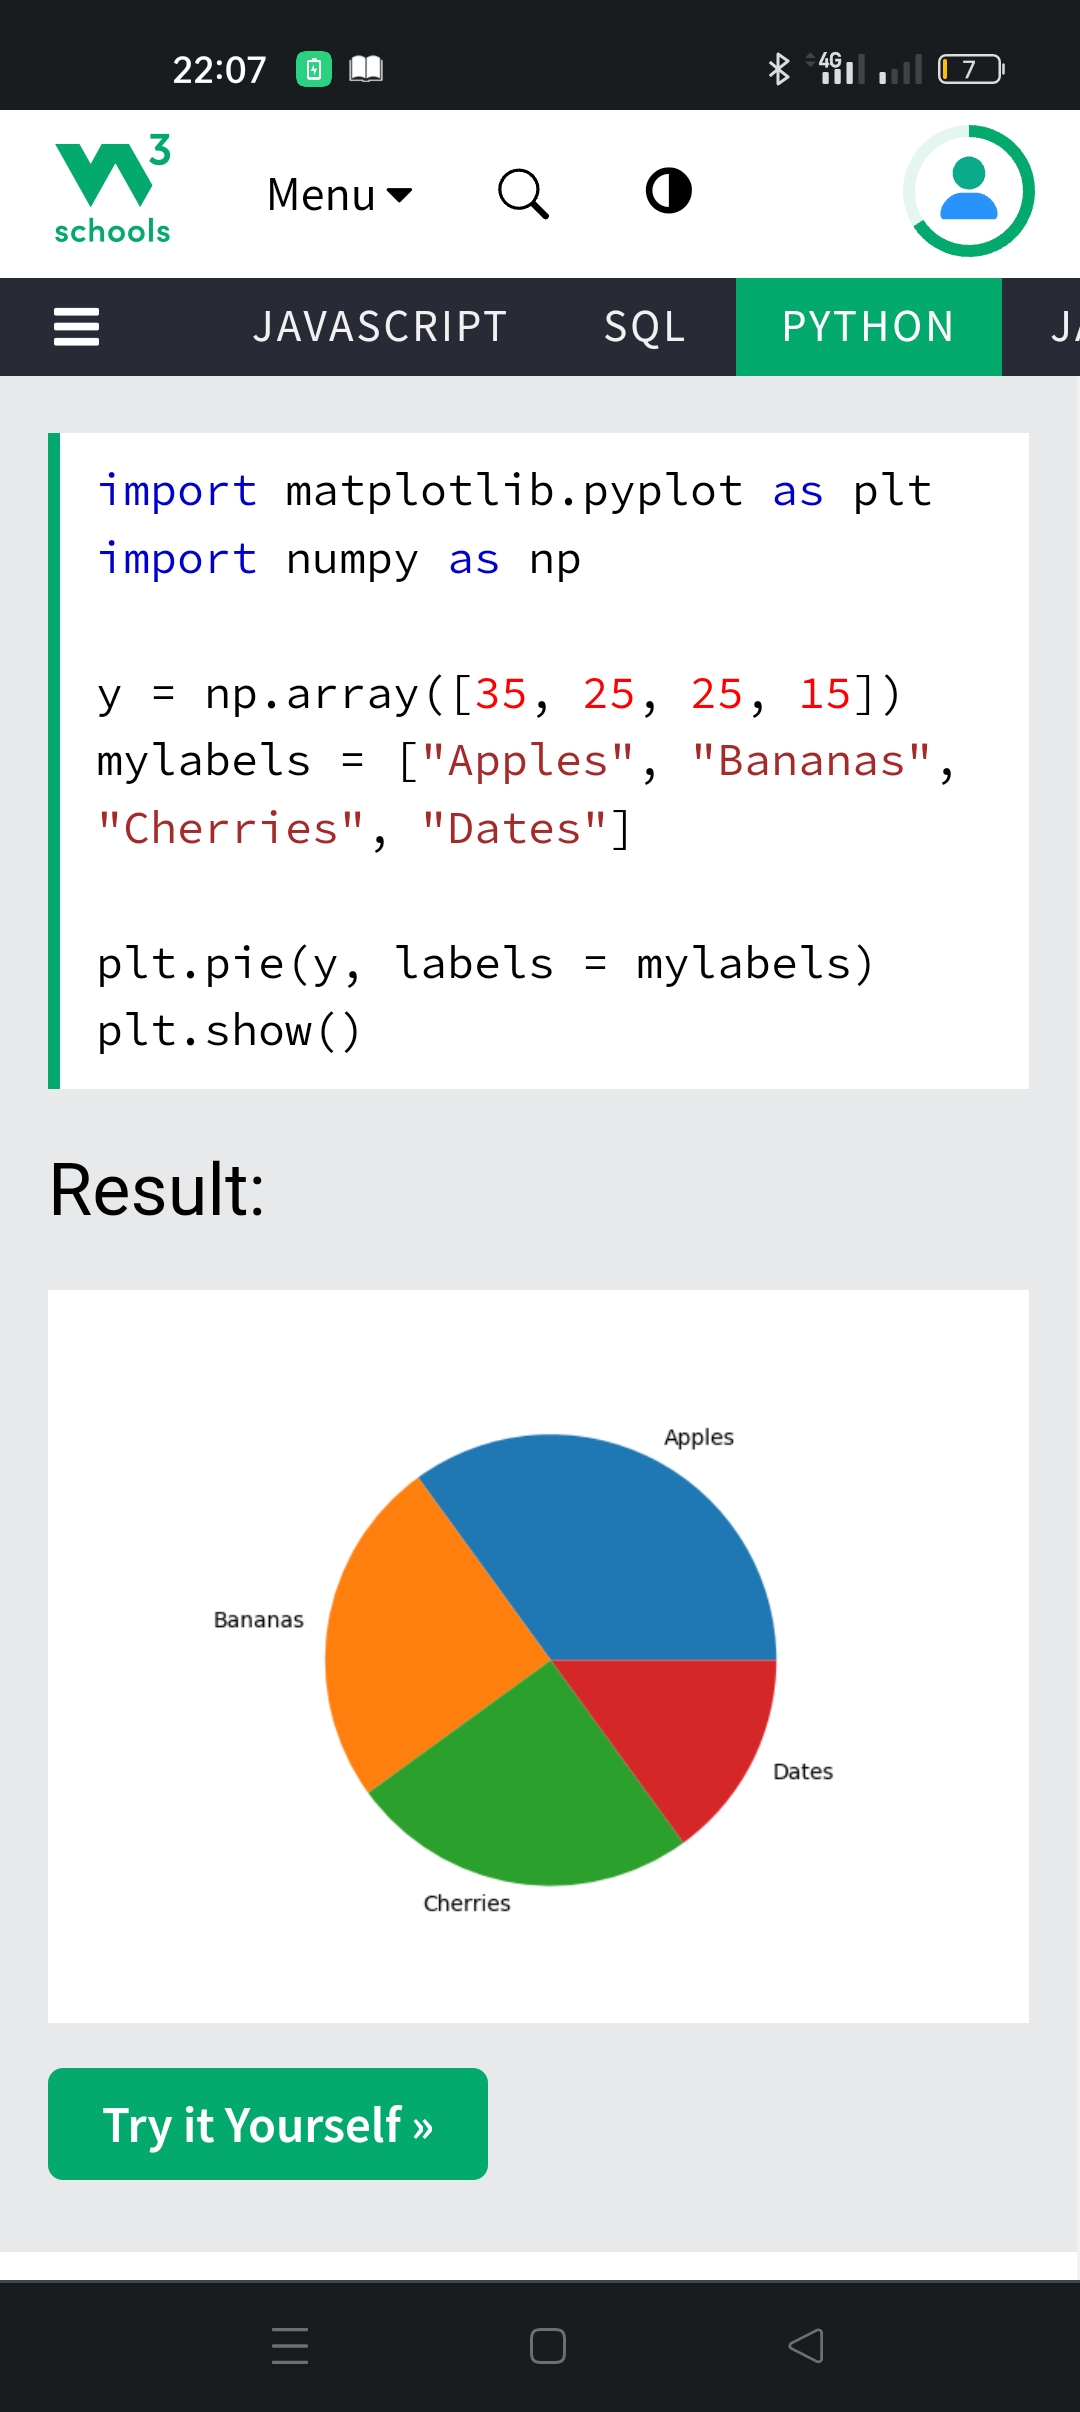 22:07
4G
7
W3
schools
Menu
JAVASCRIPT SQL PYTHON JA
import matplotlib.pyplot as plt
import numpy as np
y = np.array([35, 25, 25, 15])
mylabels = ["Apples", "Bananas",
"Cherries", "Dates"]
plt.pie(y, labels = mylabels)
plt.show()
Result:
Apples
Bananas
Dates
Cherries
Try it Yourself »